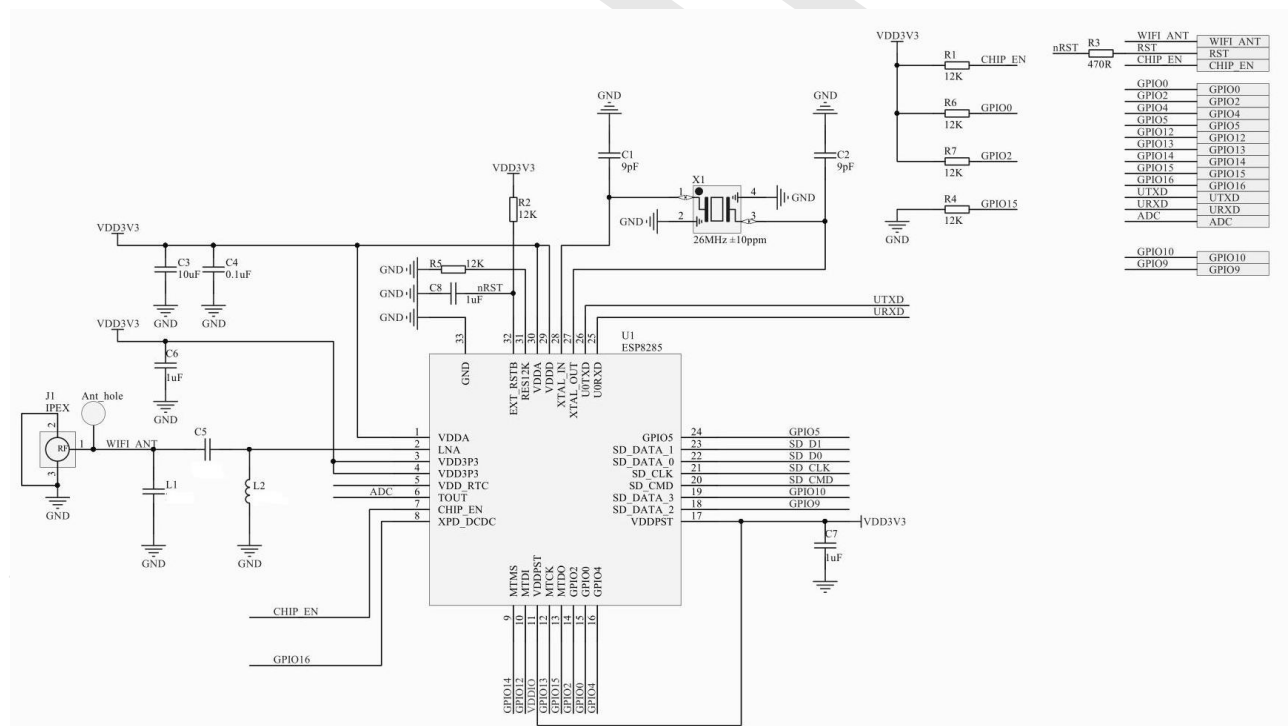 VDD3V3
R1
CHIP_EN
12K
R6
GPIO0
12K
R7
GPIO2
12K
R4
GPIO15
12K
GND
nRST
R3
470R
WIFI_ANT WIFI_ANT
RST RST
CHIP_EN CHIP_EN
GPIO0 GPIO0
GPIO2 GPIO2
GPIO4 GPIO4
GPIO5 GPIO5
GPIO12 GPIO12
GPIO13 GPIO13
GPIO14 GPIO14
GPIO15 GPIO15
GPIO16 GPIO16
UTXD UTXD
URXD URXD
ADC ADC
GPIO10 GPIO10
GPIO9 GPIO9
GND
C1
9pF
GND
C2
9pF
X1
1
4
GND
GND
2
3
26MHz ±10ppm
VDD3V3
R2
12K
VDD3V3
C3
10uF
C4
0.1uF
GND
GND
GND
R5
12K
GND
C8
nRST
1uF
GND
VDD3V3
C6
1uF
GND
UTXD
URXD
U1
ESP8285
33
32
31
30
29
28
27
26
25
GND
EXT_RSTB
RES12K
VDDA
VDDD
XTAL_IN
XTAL_OUT
U0TXD
U0RXD
J1
IPEX
Ant_hole
2
RF
1
3
GND
WIFI_ANT
C5
L1
GND
L2
GND
1 VDDA
2 LNA
3 VDD3P3
4 VDD3P3
5 VDD_RTC
ADC 6 TOUT
7 CHIP_EN
8 XPD_DCDC
CHIP_EN
GPIO16
GPIO5 24 GPIO5
SD_DATA_1 23 SD_D1
SD_DATA_0 22 SD_D0
SD_CLK 21 SD_CLK
SD_CMD 20 SD_CMD
SD_DATA_3 19 GPIO10
SD_DATA_2 18 GPIO9
VDDPST 17
VDD3V3
C7
1uF
MTMS
MTDI
VDDPST
MTCK
MTDO
GPIO2
GPIO0
GPIO4
9
10
11
12
13
14
15
16
GPIO14
GPIO12
VDDIO
GPIO13
GPIO15
GPIO2
GPIO0
GPIO4